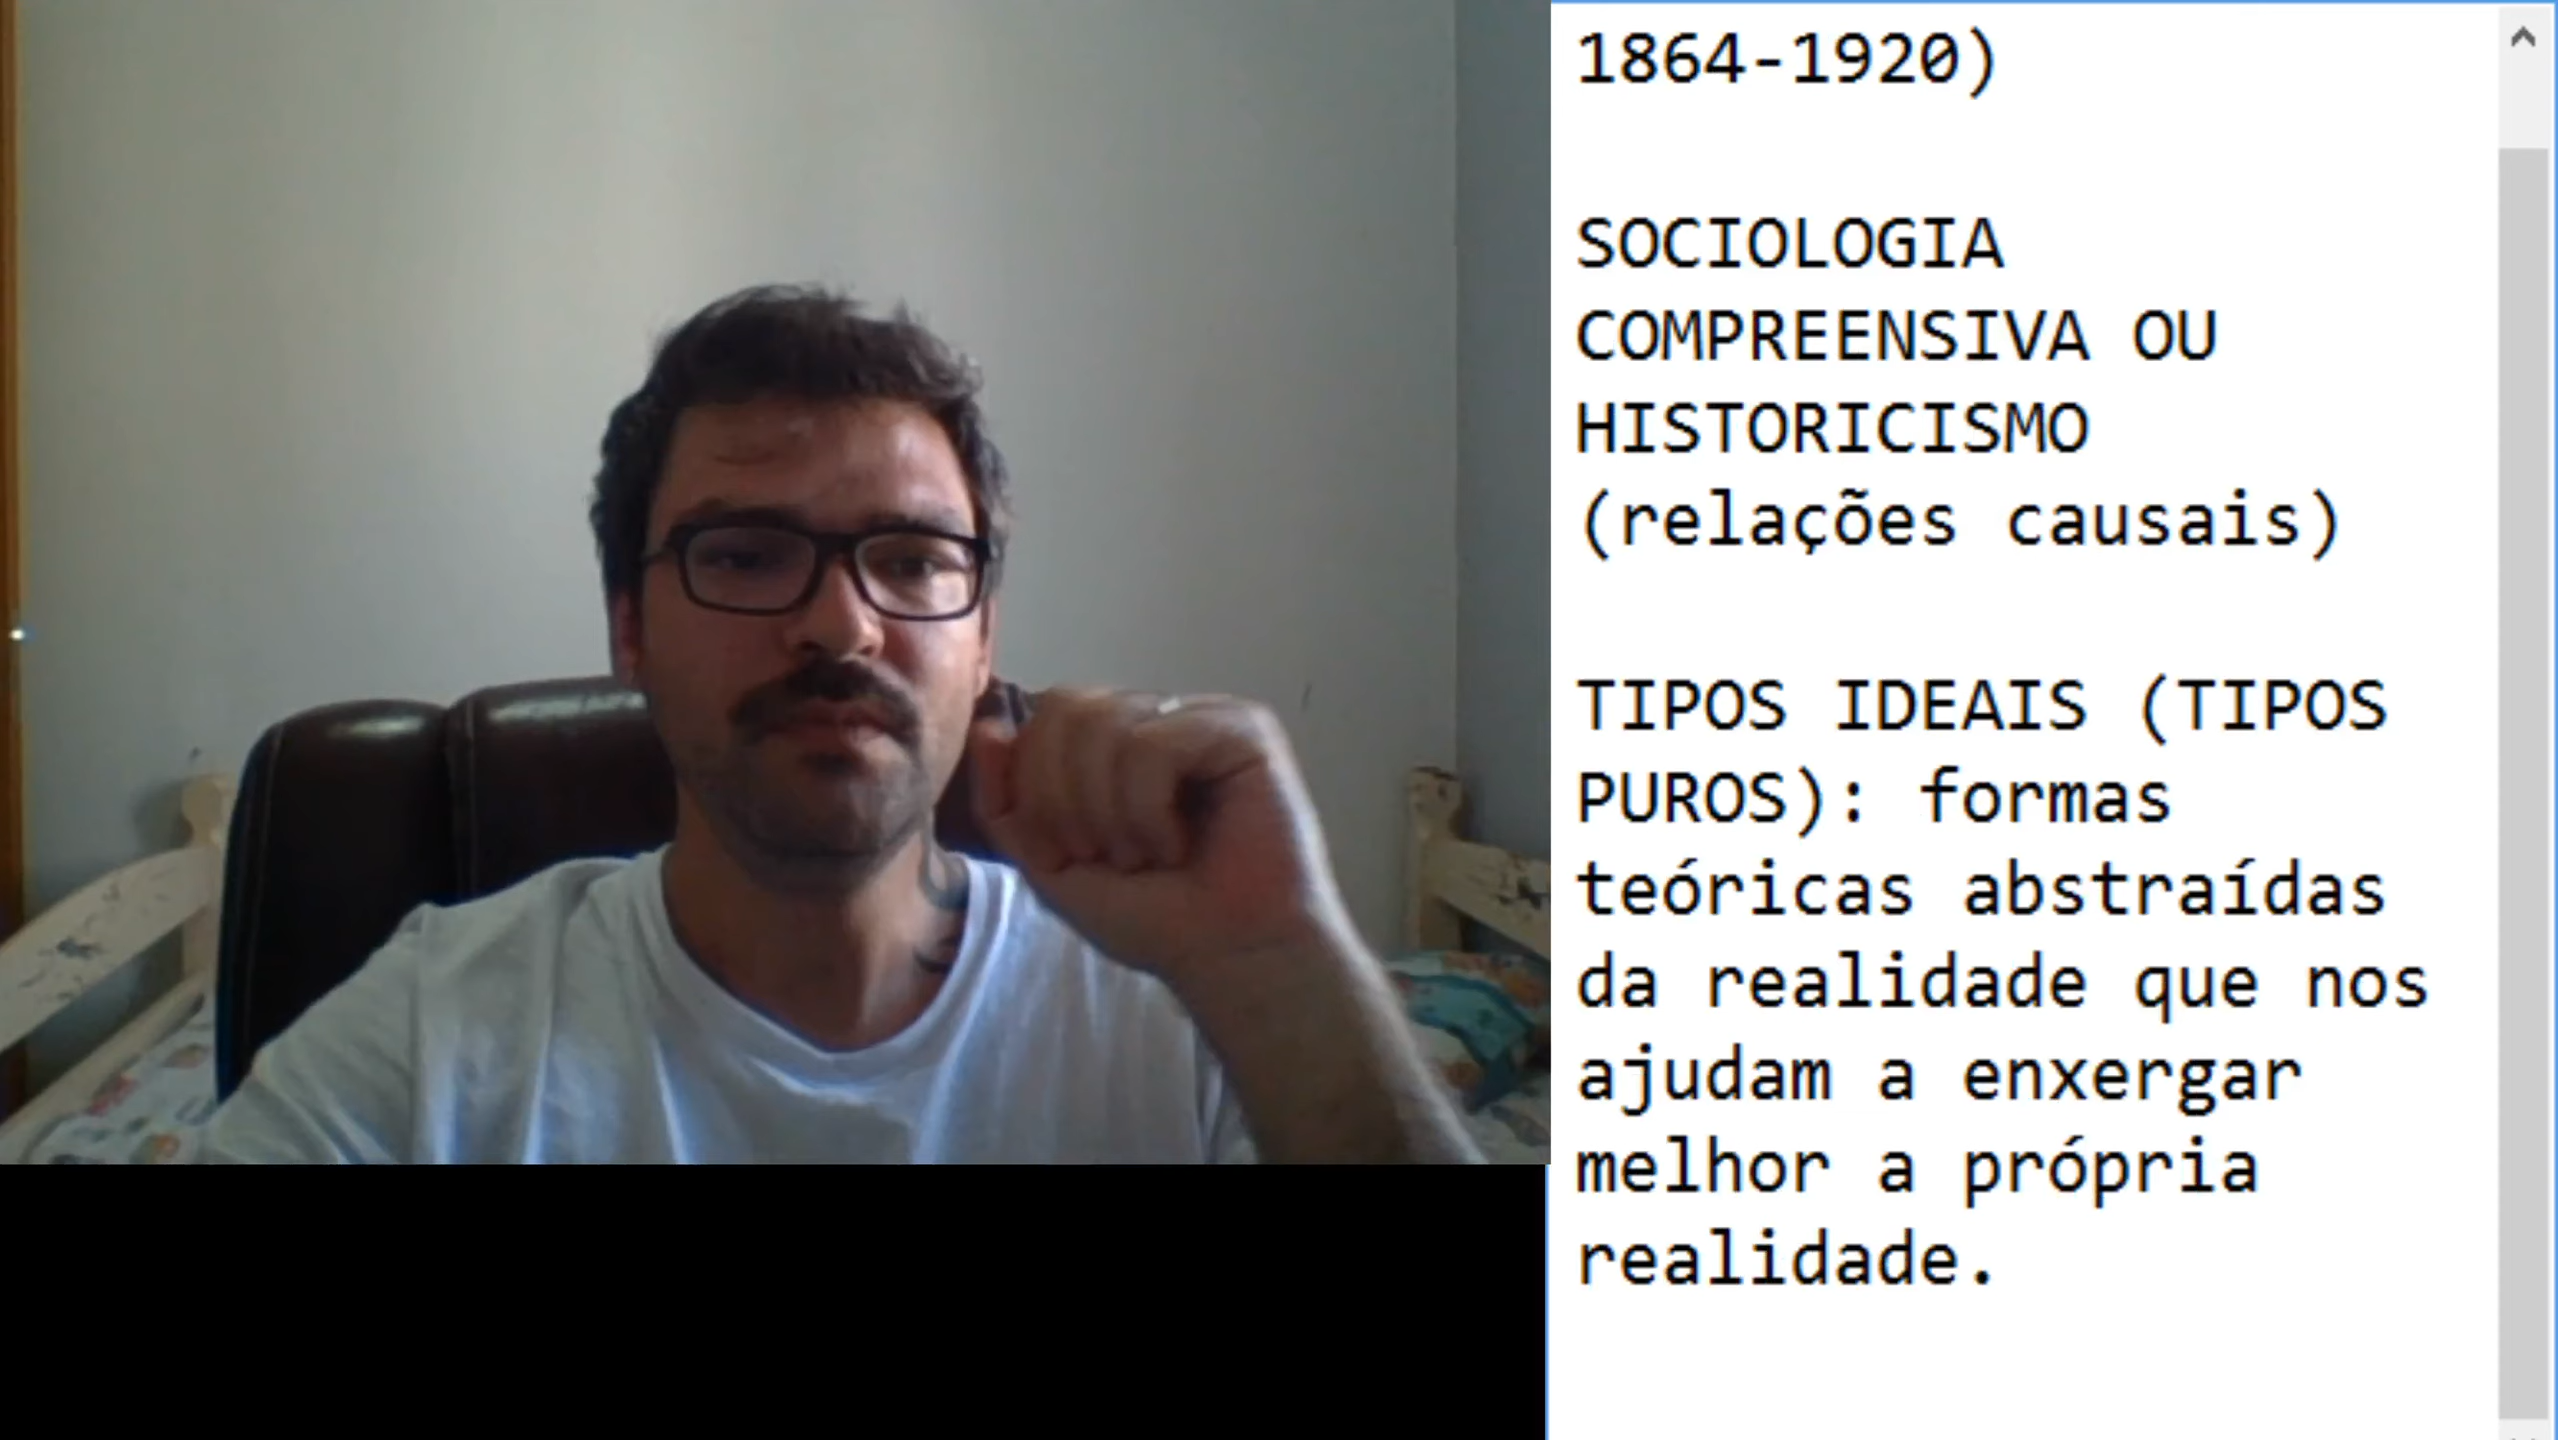 1864-1920)
SOCIOLOGIA
COMPREENSIVA OU
HISTORICISMO
(relações causais)
TIPOS IDEAIS (TIPOS
PUROS): formas
teóricas abstraídas
da realidade que nos
ajudam a enxergar
melhor a própria
realidade.